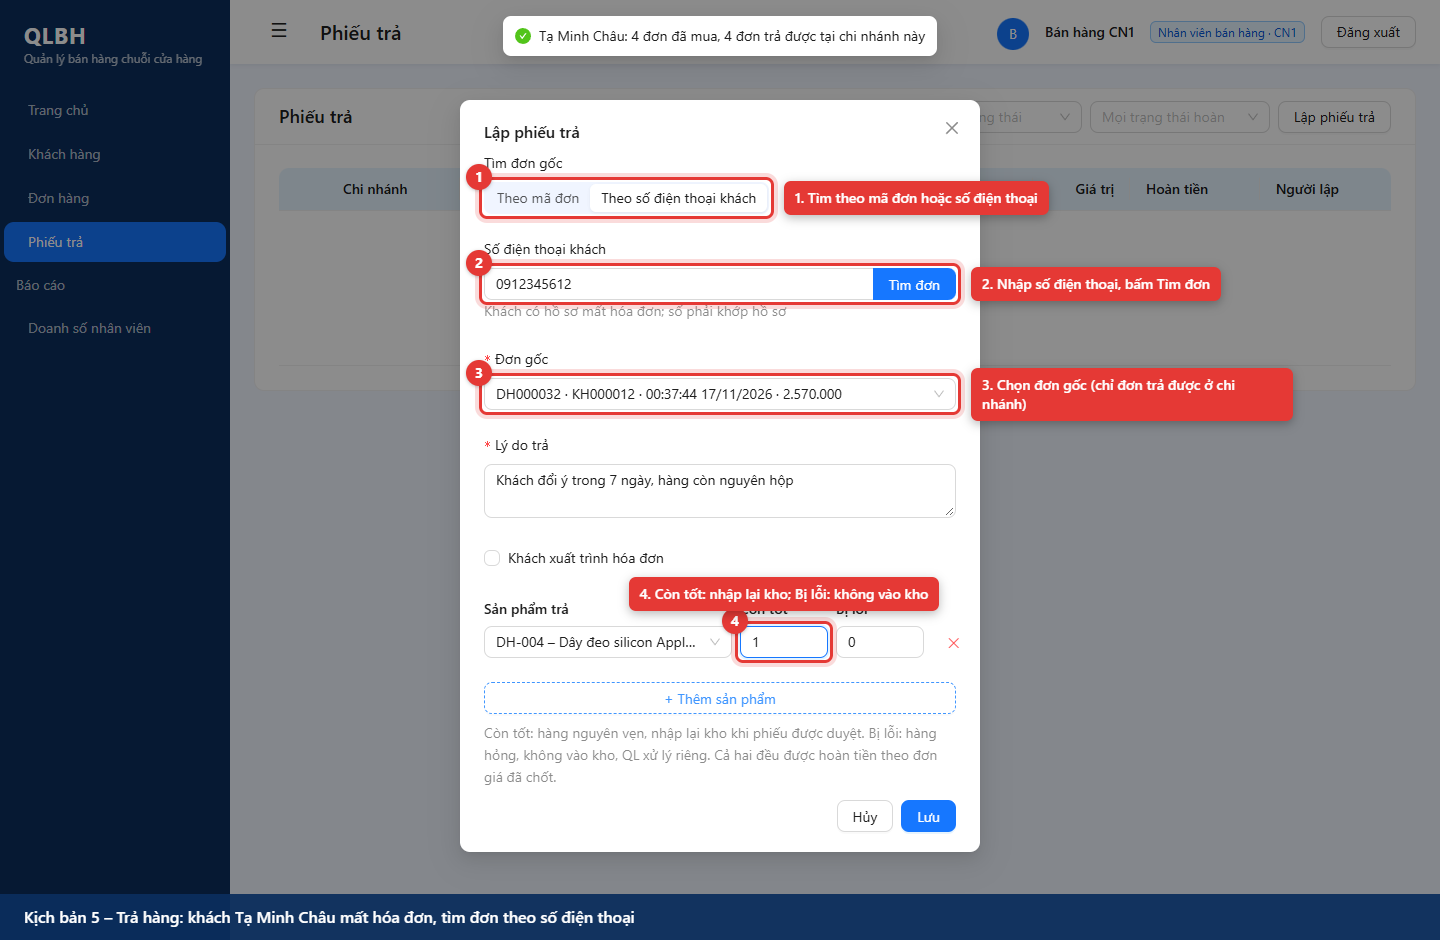 QLBH
Quản lý bán hàng chuỗi cửa hàng
Trang chủ
Khách hàng
Đơn hàng
Phiếu trả
Báo cáo
Doanh số nhân viên
Phiếu trả
Tạ Minh Châu: 4 đơn đã mua, 4 đơn trả được tại chi nhánh này
B
Bán hàng CN1
Nhân viên bán hàng · CN1
Đăng xuất
Phiếu trả
Mọi trạng thái hoàn
Lập phiếu trả
Chi nhánh
Giá trị
Hoàn tiền
Người lập
Lập phiếu trả
Tìm đơn gốc
1
Theo mã đơn
Theo số điện thoại khách
1. Tìm theo mã đơn hoặc số điện thoại
Số điện thoại khách
2
0912345612
Tìm đơn
2. Nhập số điện thoại, bấm Tìm đơn
Khách có hồ sơ mất hóa đơn; số phải khớp hồ sơ
* Đơn gốc
3
DH000032 · KH000012 · 00:37:44 17/11/2026 · 2.570.000
3. Chọn đơn gốc (chỉ đơn trả được ở chi
nhánh)
* Lý do trả
Khách đổi ý trong 7 ngày, hàng còn nguyên hộp
Khách xuất trình hóa đơn
4. Còn tốt: nhập lại kho; Bị lỗi: không vào kho
Sản phẩm trả
4
DH-004 – Dây đeo silicon Appl...
1
0
+ Thêm sản phẩm
Còn tốt: hàng nguyên vẹn, nhập lại kho khi phiếu được duyệt. Bị lỗi: hàng
hỏng, không vào kho, QL xử lý riêng. Cả hai đều được hoàn tiền theo đơn
giá đã chốt.
Hủy
Lưu
Kịch bản 5 – Trả hàng: khách Tạ Minh Châu mất hóa đơn, tìm đơn theo số điện thoại